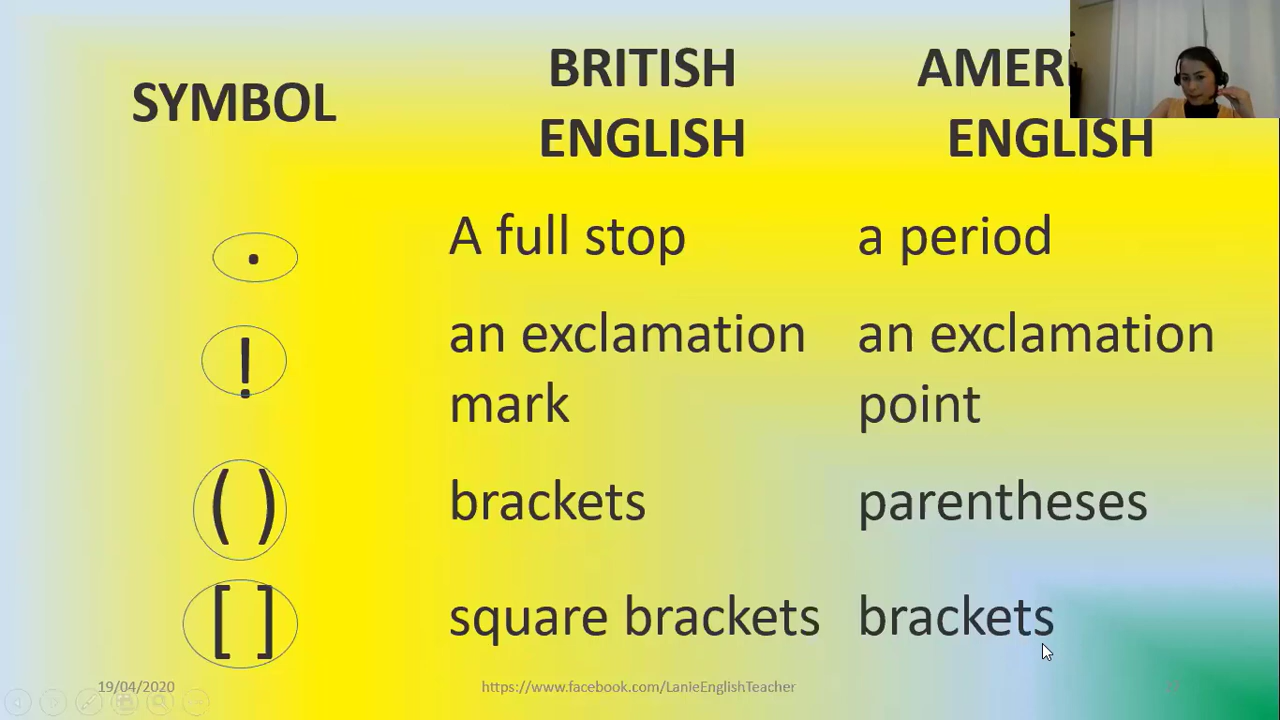 SYMBOL
BRITISH
ENGLISH
AMER
ENGLISH
.
A full stop
a period
!
an exclamation
mark
an exclamation
point
( )
brackets
parentheses
[ ]
square brackets
brackets
19/04/2020
https://www.facebook.com/LanieEnglishTeacher